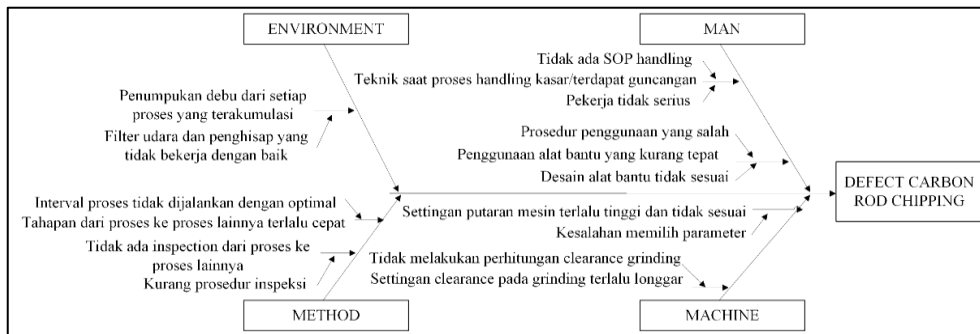 ENVIRONMENT
MAN
Tidak ada SOP handling
Teknik saat proses handling kasar/terdapat guncangan
Pekerja tidak serius
Penumpukan debu dari setiap
proses yang terakumulasi
Filter udara dan penghisap yang
tidak bekerja dengan baik
Prosedur penggunaan yang salah
Penggunaan alat bantu yang kurang tepat
Desain alat bantu tidak sesuai
DEFECT CARBON
ROD CHIPPING
Interval proses tidak dijalankan dengan optimal
Tahapan dari proses ke proses lainnya terlalu cepat
Tidak ada inspection dari proses ke
proses lainnya
Kurang prosedur inspeksi
Settingan putaran mesin terlalu tinggi dan tidak sesuai
Kesalahan memilih parameter
Tidak melakukan perhitungan clearance grinding
Settingan clearance pada grinding terlalu longgar
METHOD
MACHINE